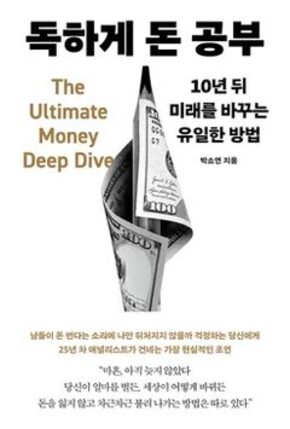 독하게 돈 공부
The
Ultimate
Money
Deep Dive
10년 뒤
미래를 바꾸는
유일한 방법
박소연 지음
남들이 돈 번다는 소리에 나만 뒤처지지 않을까 걱정하는 당신에게
25년 차 애널리스트가 건네는 가장 현실적인 조언
"마흔, 아직 늦지 않았다
당신이 얼마를 벌든, 세상이 어떻게 바뀌든
돈을 잃지 않고 차근차근 불려 나가는 방법은 따로 있다"